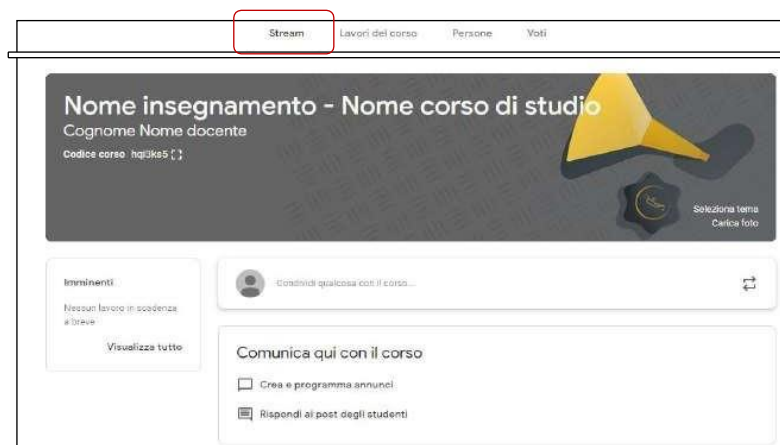 Stream Lavori del corso Persone Voti
Nome insegnamento - Nome corso di studio
Cognome Nome docente
Codice corso hql3ks5
Seleziona tema
Carica foto
Imminenti
Nessun lavoro in scadenza
a breve
Visualizza tutto
Condividi qualcosa con il corso...
Comunica qui con il corso
Crea e programma annunci
Rispondi ai post degli studenti